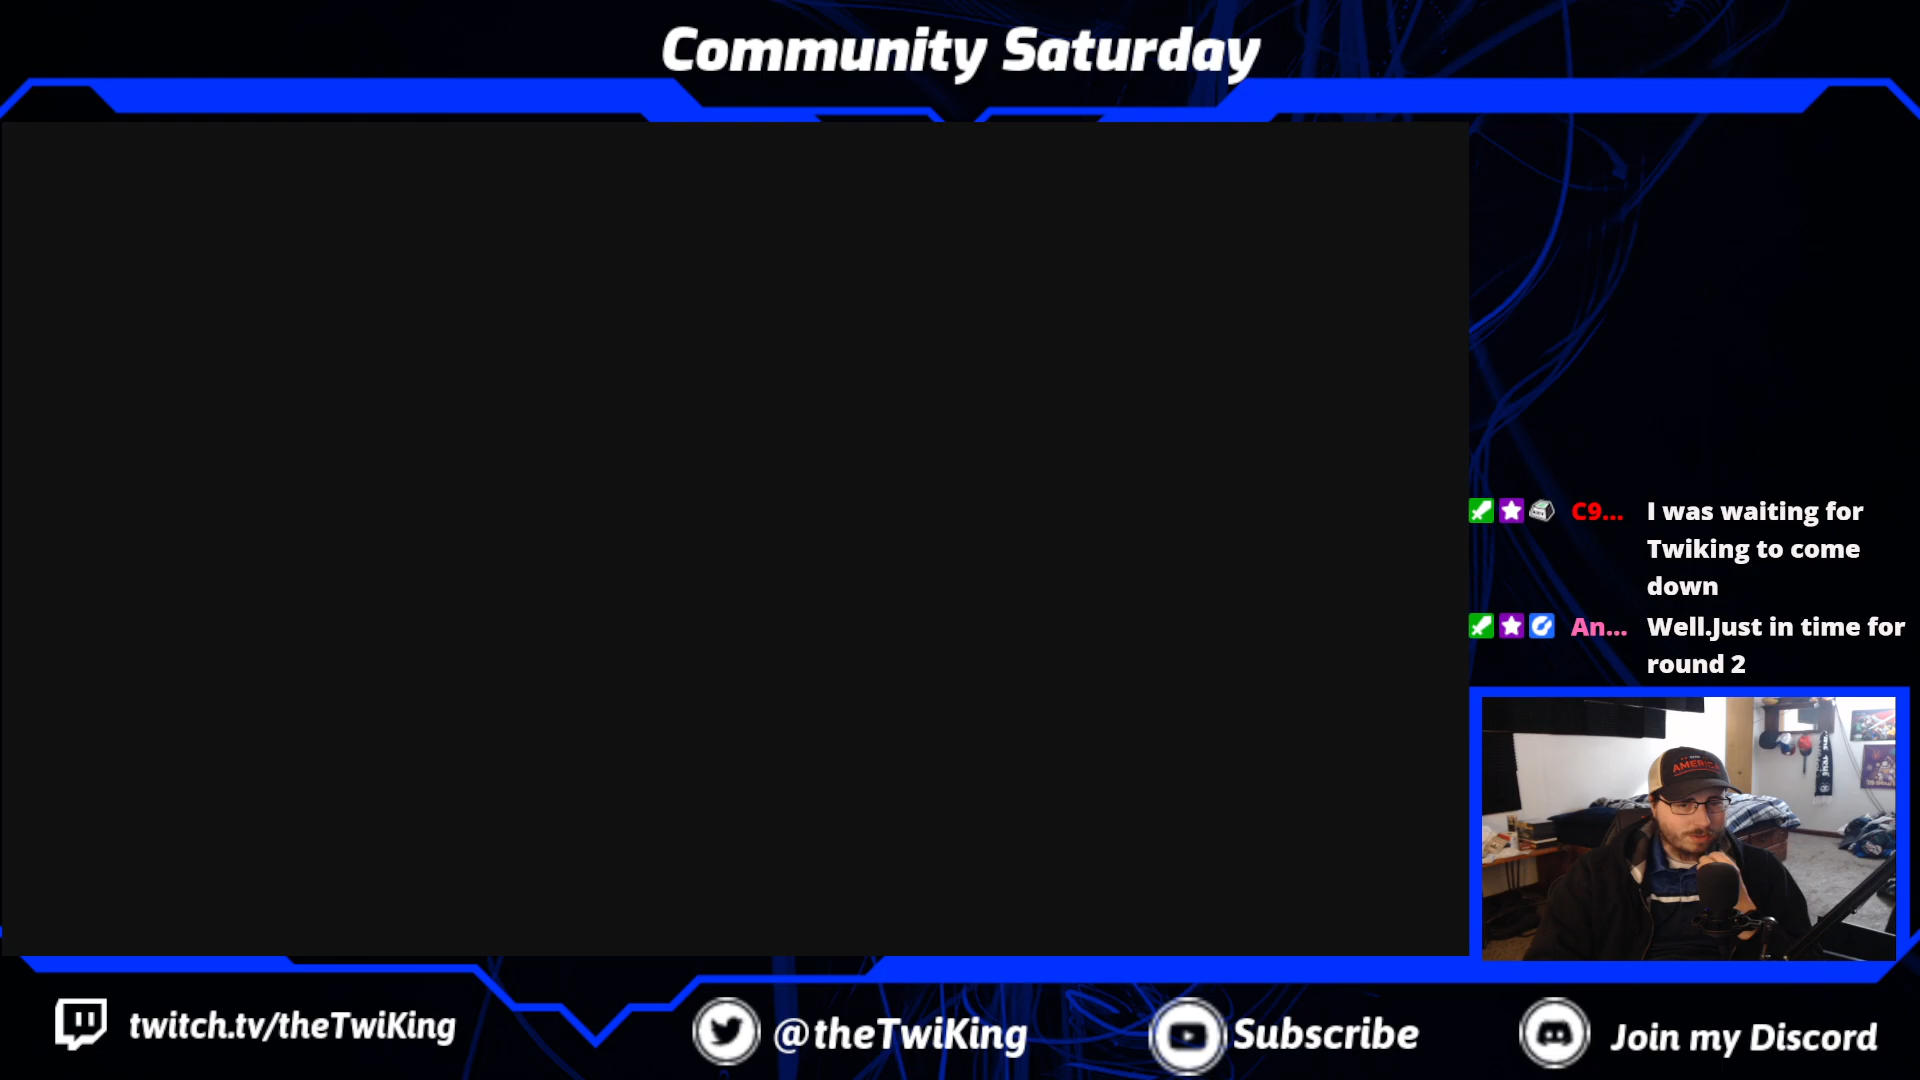 Community Saturday
C9... I was waiting for
Twiking to come
down
An... Well.Just in time for
round 2
AMERICA
twitch.tv/theTwiKing
@theTwiKing
Subscribe
Join my Discord